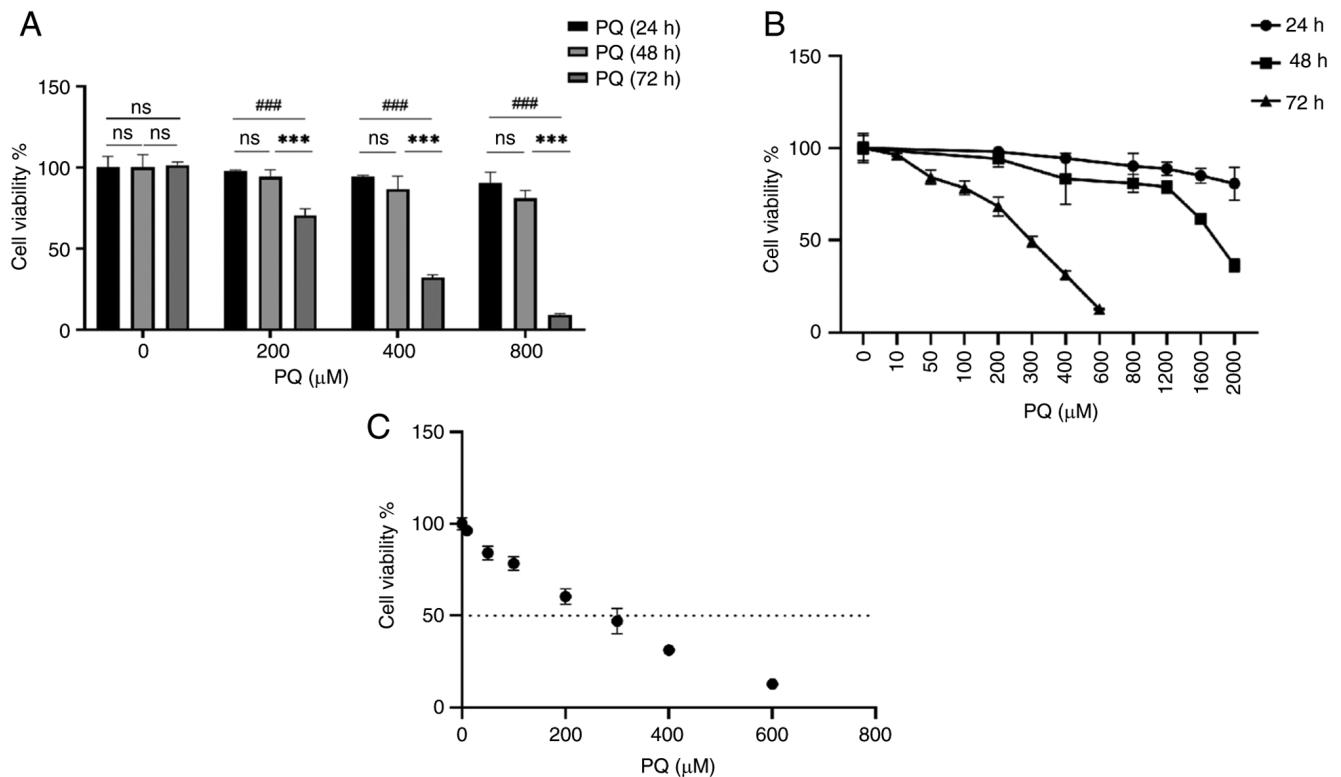 A
PQ (24 h)
PQ (48 h)
PQ (72 h)
Cell viability %
150
100
50
0
ns
ns ns
###
ns ***
###
ns ***
###
ns ***
0 200 400 800
PQ (μM)
B
24 h
48 h
72 h
Cell viability %
150
100
50
0
0 10 50 100 200 300 400 600 800 1200 1600 2000
PQ (μM)
C
Cell viability %
150
100
50
0
0 200 400 600 800
PQ (μM)